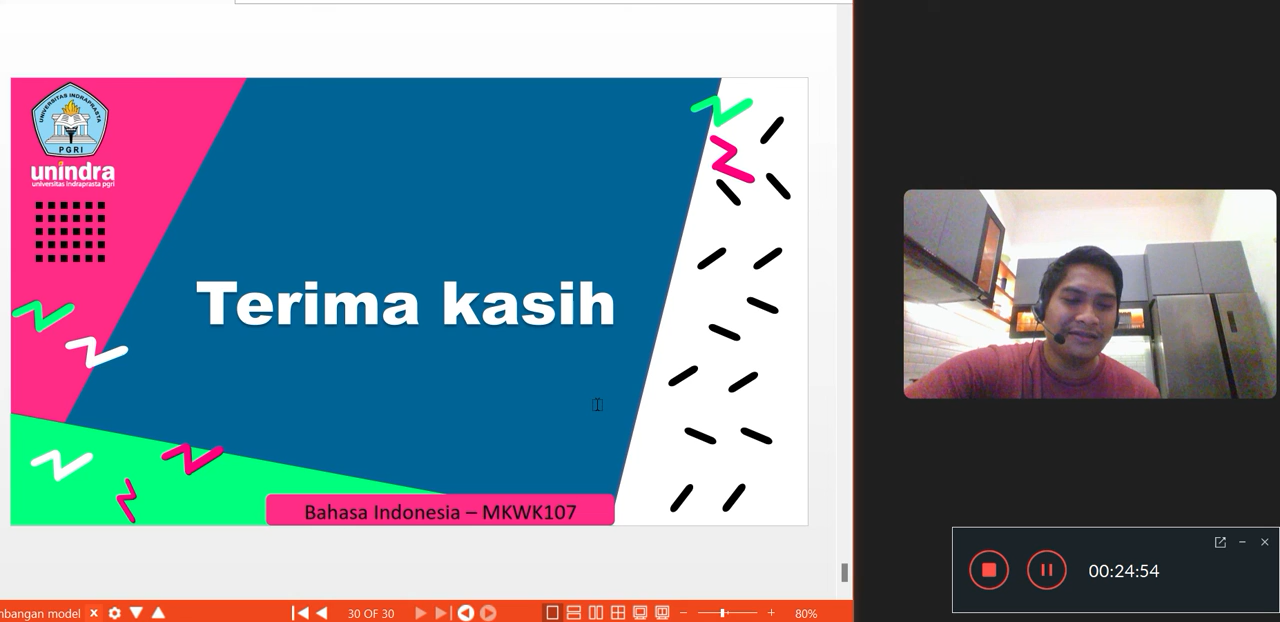 UNIVERSITAS INDRAPRASTA
PGRI
unindra
universitas indraprasta pgri
Terima kasih
Bahasa Indonesia – MKWK107
00:24:54
mbangan model
30 OF 30
80%